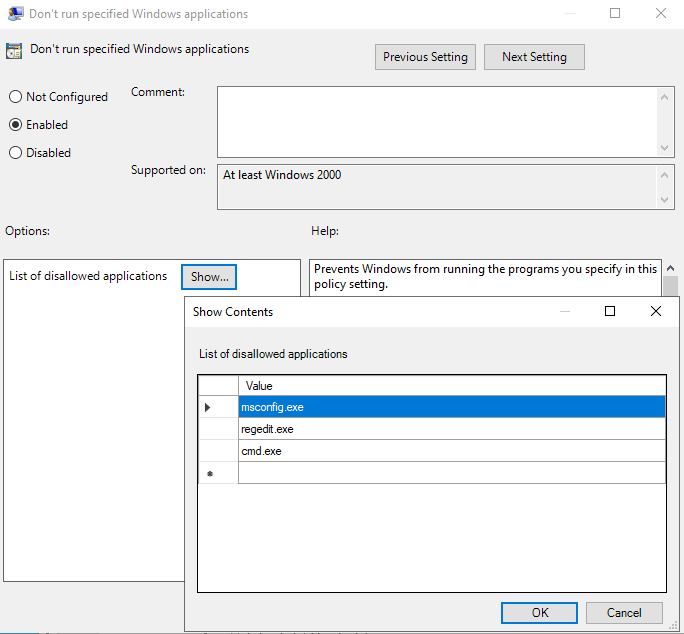 Don't run specified Windows applications
Don't run specified Windows applications
Previous Setting
Next Setting
Not Configured
Comment:
Enabled
Disabled
Supported on:
At least Windows 2000
Options:
Help:
List of disallowed applications
Show...
Prevents Windows from running the programs you specify in this
policy setting.
Show Contents
List of disallowed applications
Value
msconfig.exe
regedit.exe
cmd.exe
OK
Cancel